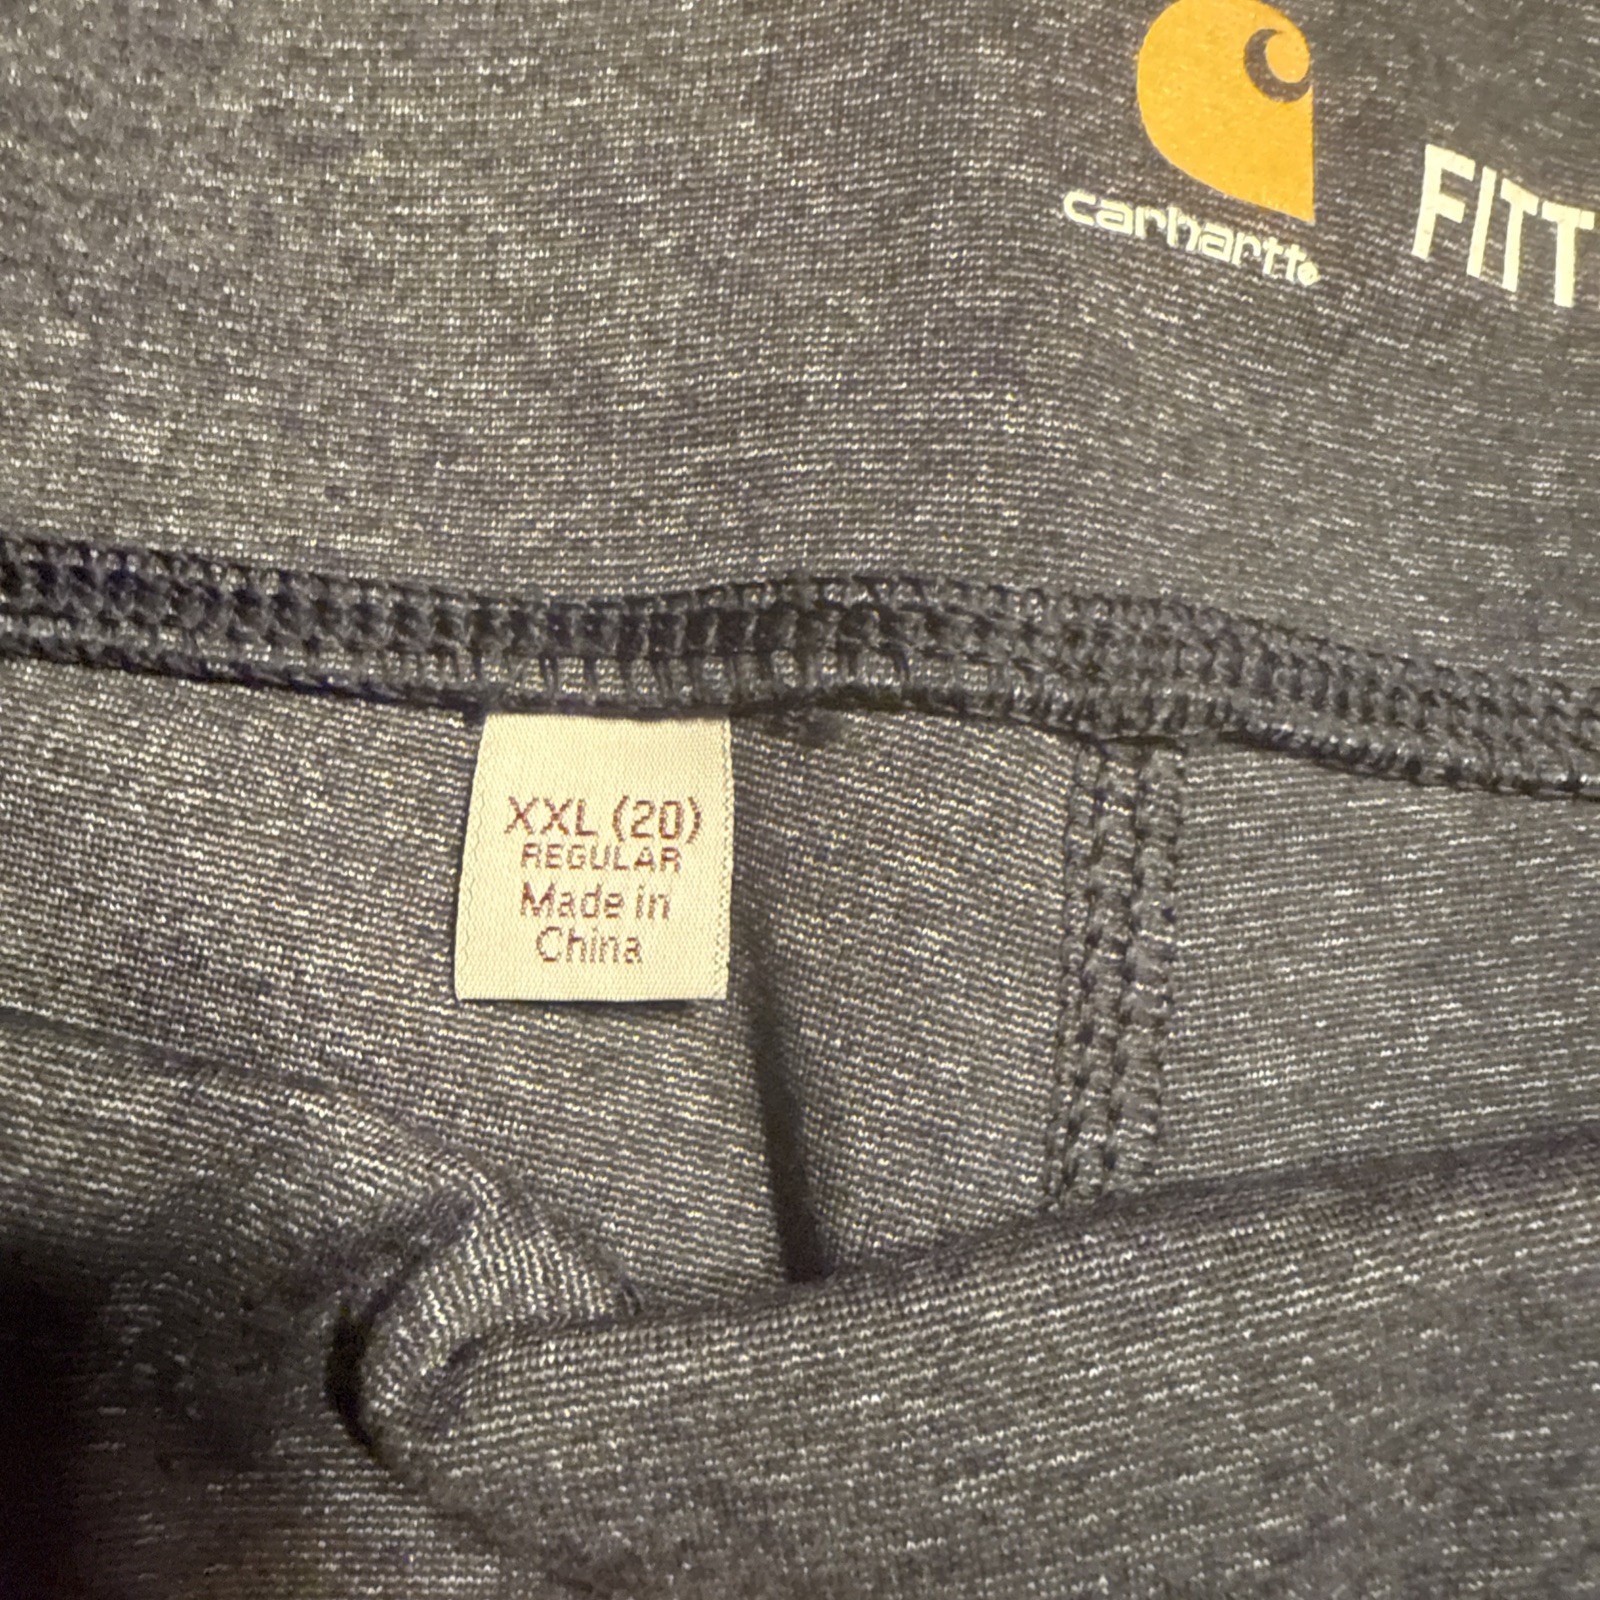 carhartt®
FITT
XXL (20)
REGULAR
Made in
China